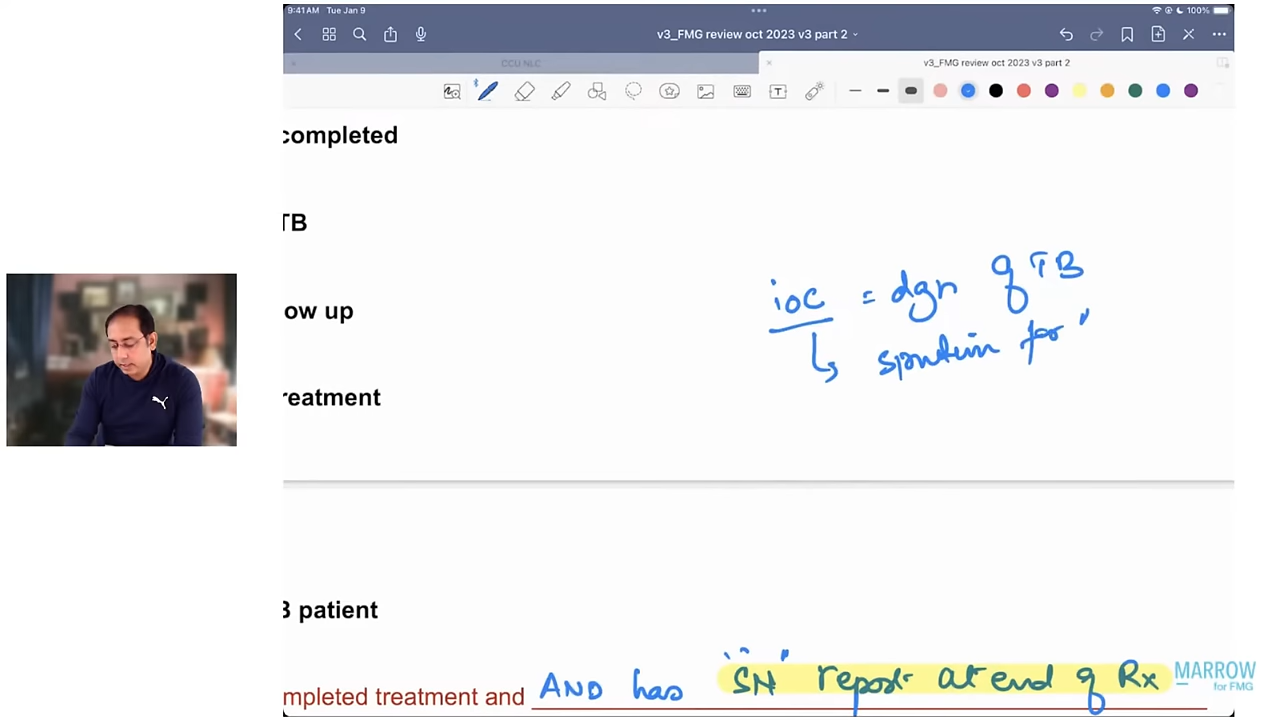 9:41 AM Tue Jan 9
100%
v3_FMG review oct 2023 v3 part 2
CCU NLC
v3_FMG review oct 2023 v3 part 2
completed
TB
ow up
reatment
ioc = dgn of TB
sputum for "
B patient
mpleted treatment and AND has "SN" report at end of Rx
MARROW
for FMG